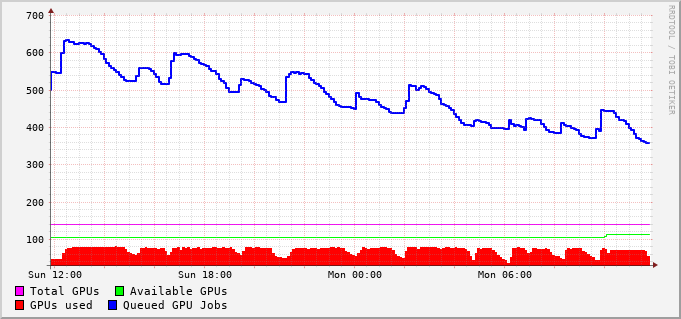 700
600
500
400
300
200
100
Sun 12:00 Sun 18:00 Mon 00:00 Mon 06:00
Total GPUs Available GPUs
GPUs used Queued GPU Jobs
RRDTOOL / TOBI OETIKER